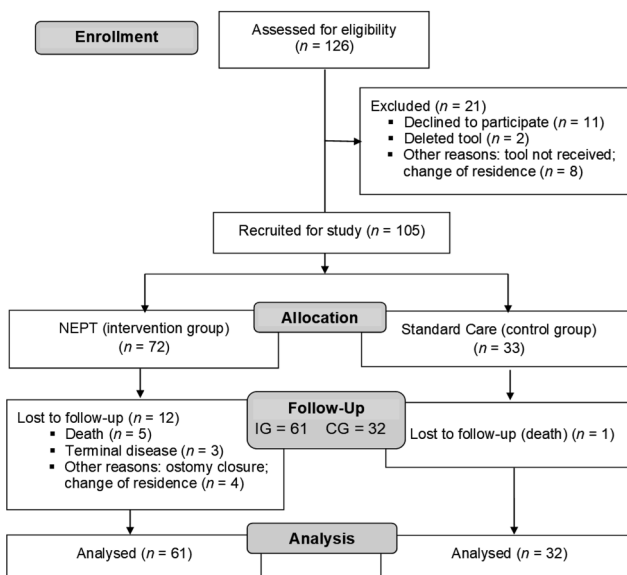 Enrollment
Assessed for eligibility
(n = 126)
Excluded (n = 21)
▪ Declined to participate (n = 11)
▪ Deleted tool (n = 2)
▪ Other reasons: tool not received;
change of residence (n = 8)
Recruited for study (n = 105)
Allocation
NEPT (intervention group)
n = 72)
Standard Care (control group)
n = 33)
Follow-Up
IG = 61 CG = 32
Lost to follow-up (n = 12)
▪ Death (n = 5)
▪ Terminal disease (n = 3)
▪ Other reasons: ostomy closure;
change of residence (n = 4)
Lost to follow-up (death) (n = 1)
Analysis
Analysed (n = 61)
Analysed (n = 32)